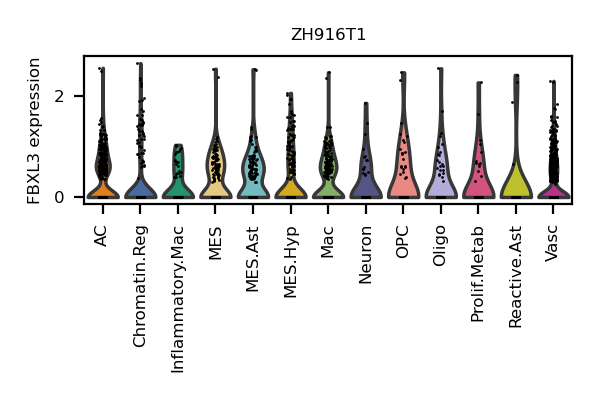 ZH916T1
FBXL3 expression
2
0
AC
Chromatin.Reg
Inflammatory.Mac
MES
MES.Ast
MES.Hyp
Mac
Neuron
OPC
Oligo
Prolif.Metab
Reactive.Ast
Vasc